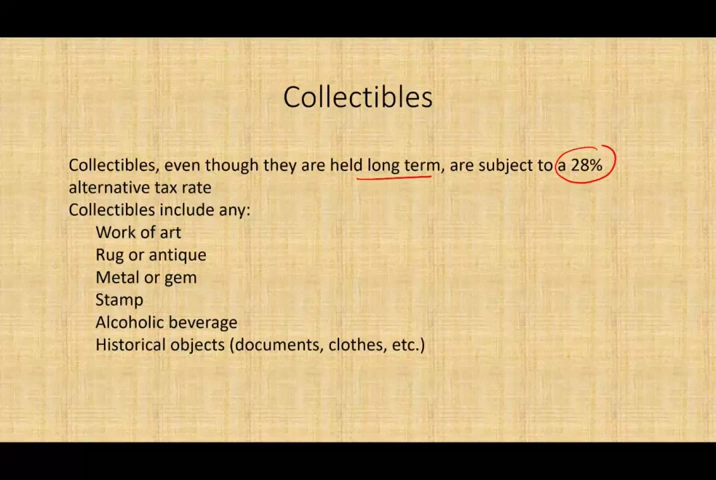 Collectibles
Collectibles, even though they are held long term, are subject to a 28%
alternative tax rate
Collectibles include any:
Work of art
Rug or antique
Metal or gem
Stamp
Alcoholic beverage
Historical objects (documents, clothes, etc.)